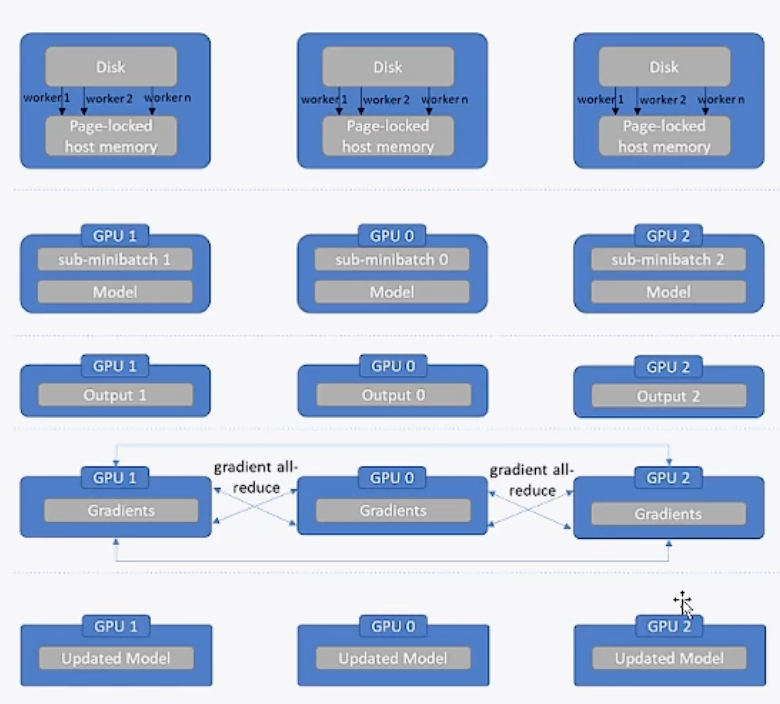 Disk
worker 1 worker 2 worker n
Page-locked
host memory
Disk
worker 1 worker 2 worker n
Page-locked
host memory
Disk
worker 1 worker 2 worker n
Page-locked
host memory
GPU 1
sub-minibatch 1
Model
GPU 0
sub-minibatch 0
Model
GPU 2
sub-minibatch 2
Model
GPU 1
Output 1
GPU 0
Output 0
GPU 2
Output 2
GPU 1
Gradients
gradient all-
reduce
GPU 0
Gradients
gradient all-
reduce
GPU 2
Gradients
GPU 1
Updated Model
GPU 0
Updated Model
GPU 2
Updated Model